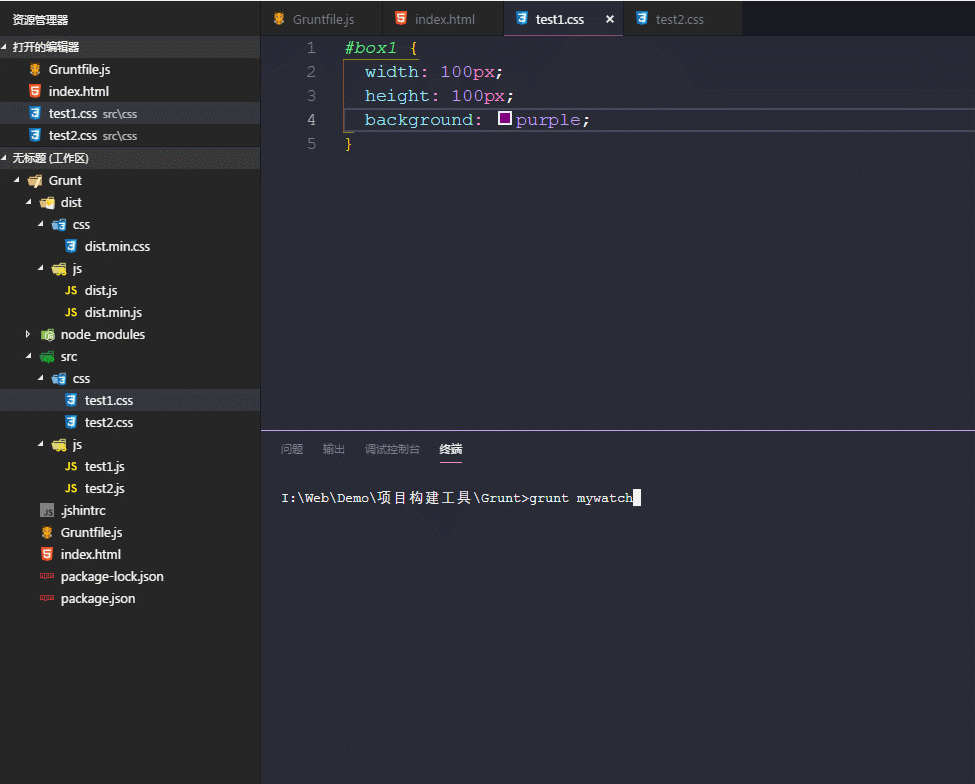 资源管理器
打开的编辑器
Gruntfile.js
index.html
test1.css src\css
test2.css src\css
无标题 (工作区)
Grunt
dist
css
dist.min.css
js
JS dist.js
JS dist.min.js
node_modules
src
css
test1.css
test2.css
js
JS test1.js
JS test2.js
.jshintrc
Gruntfile.js
index.html
package-lock.json
package.json
Gruntfile.js index.html test1.css × test2.css
1 #box1 {
2 width: 100px;
3 height: 100px;
4 background: purple;
5 }
问题 输出 调试控制台 终端
I:\Web\Demo\项目构建工具\Grunt>grunt mywatch